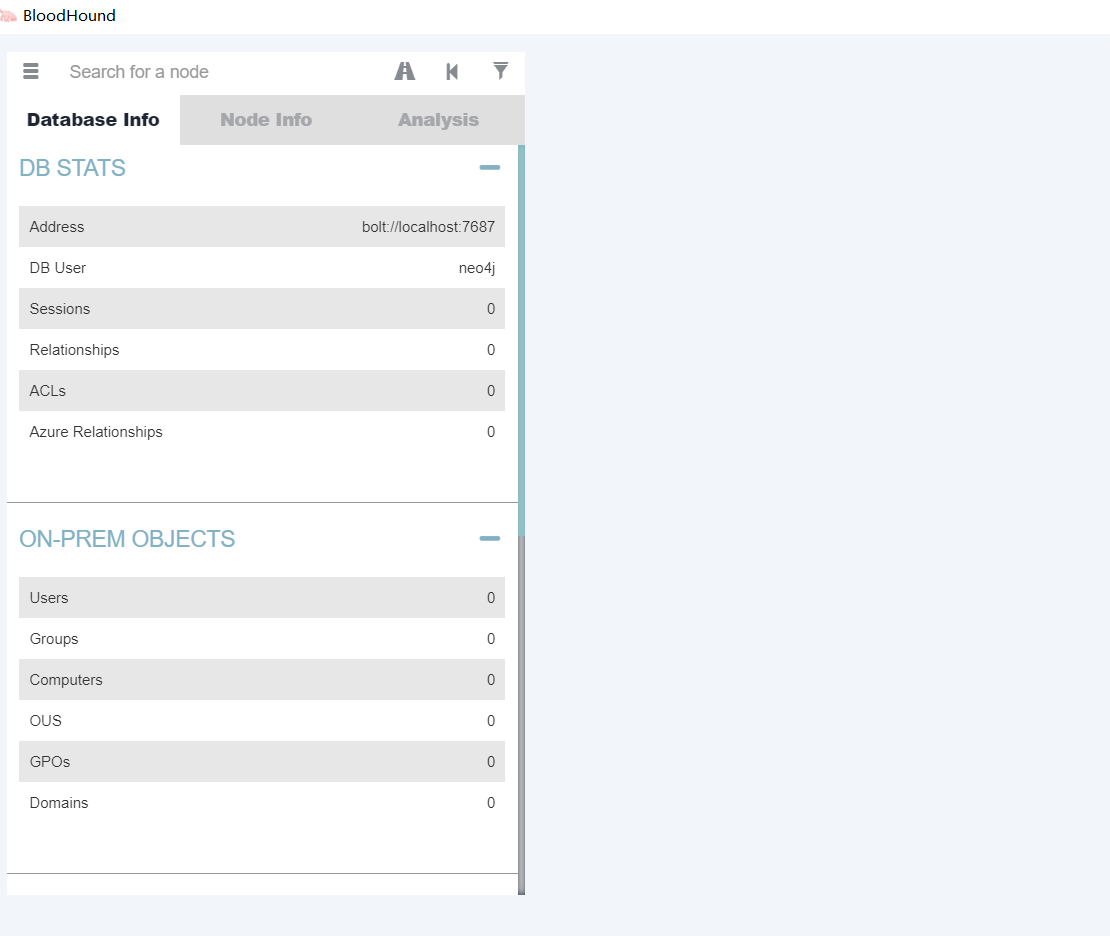 BloodHound
Search for a node
Database Info Node Info Analysis
DB STATS
Address bolt://localhost:7687
DB User neo4j
Sessions 0
Relationships 0
ACLs 0
Azure Relationships 0
ON-PREM OBJECTS
Users 0
Groups 0
Computers 0
OUS 0
GPOs 0
Domains 0